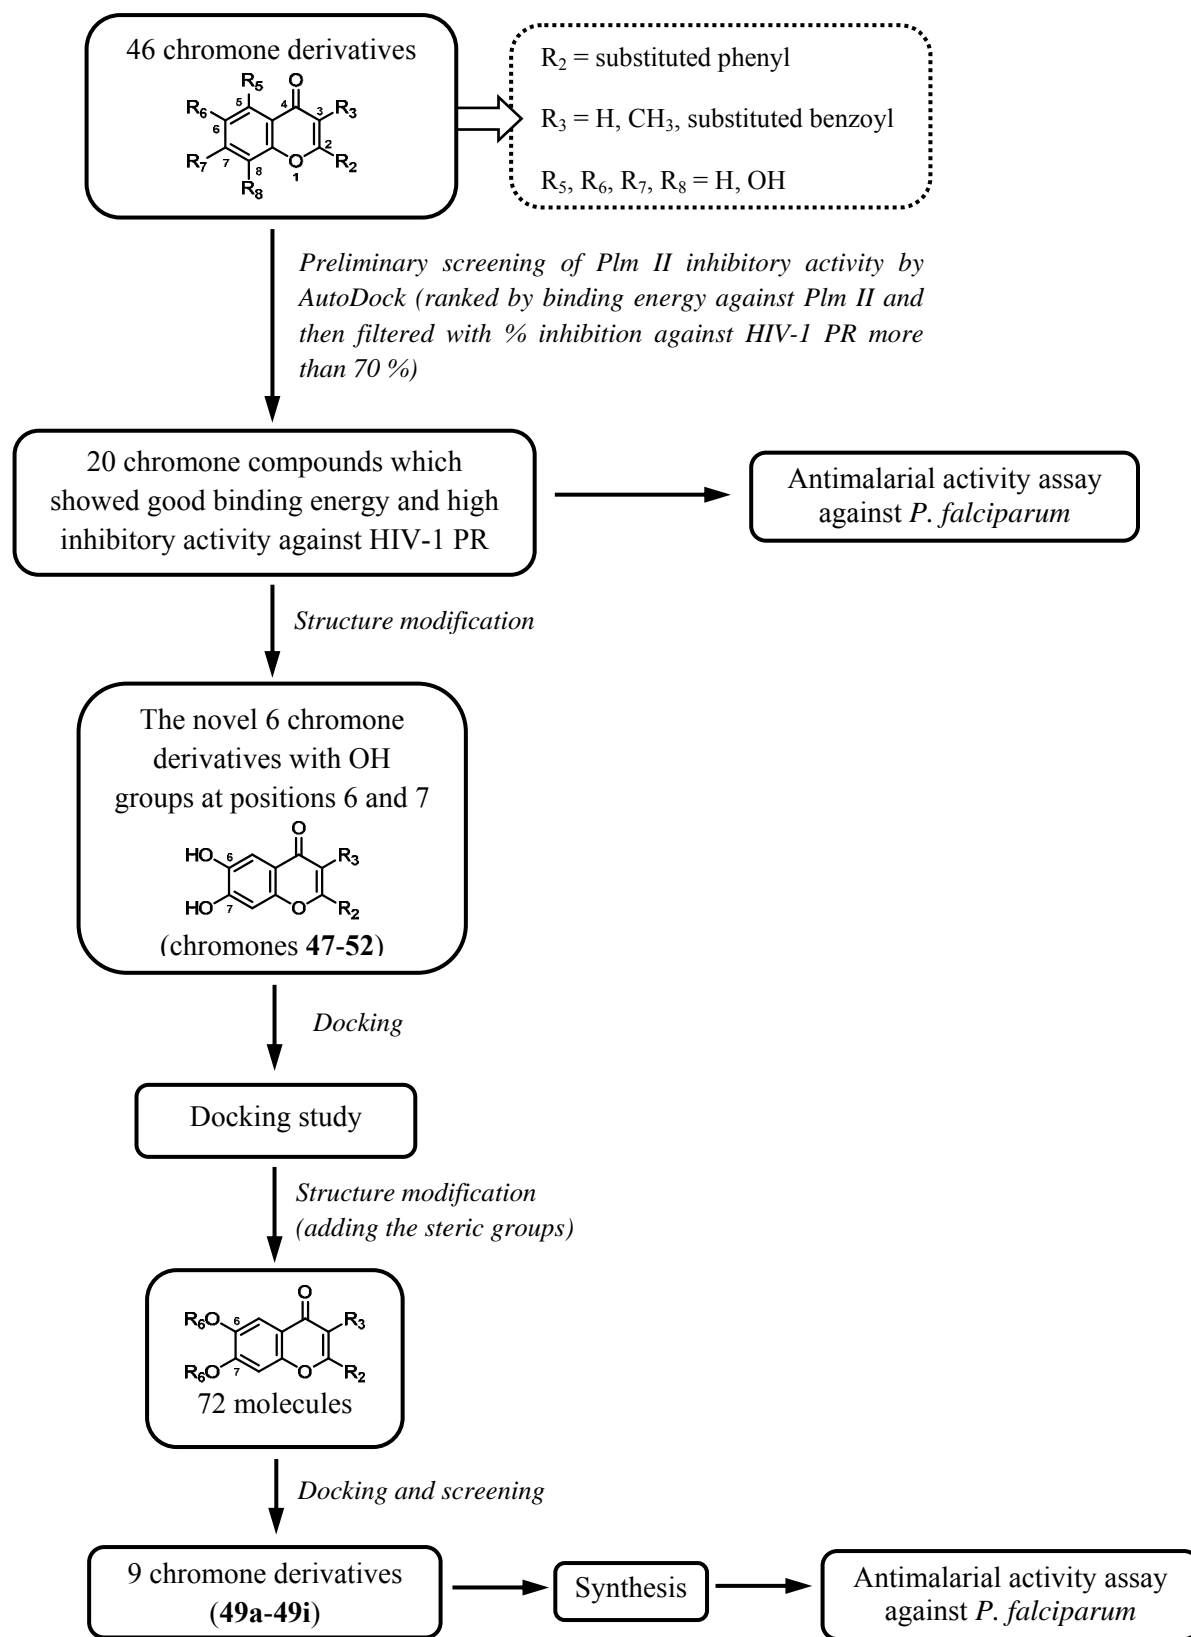 46 chromone derivatives
R5
O
R6
5
4
3
R3
6
2
R7
7
8
O
1
R2
R8
R2 = substituted phenyl
R3 = H, CH3, substituted benzoyl
R5, R6, R7, R8 = H, OH
Preliminary screening of Plm II inhibitory activity by
AutoDock (ranked by binding energy against Plm II and
then filtered with % inhibition against HIV-1 PR more
than 70 %)
20 chromone compounds which
showed good binding energy and high
inhibitory activity against HIV-1 PR
Antimalarial activity assay
against P. falciparum
Structure modification
The novel 6 chromone
derivatives with OH
groups at positions 6 and 7
O
HO
6
R3
HO
7
O
R2
(chromones 47-52)
Docking
Docking study
Structure modification
(adding the steric groups)
O
R6O
6
R3
R6O
7
O
R2
72 molecules
Docking and screening
9 chromone derivatives
(49a-49i)
Synthesis
Antimalarial activity assay
against P. falciparum